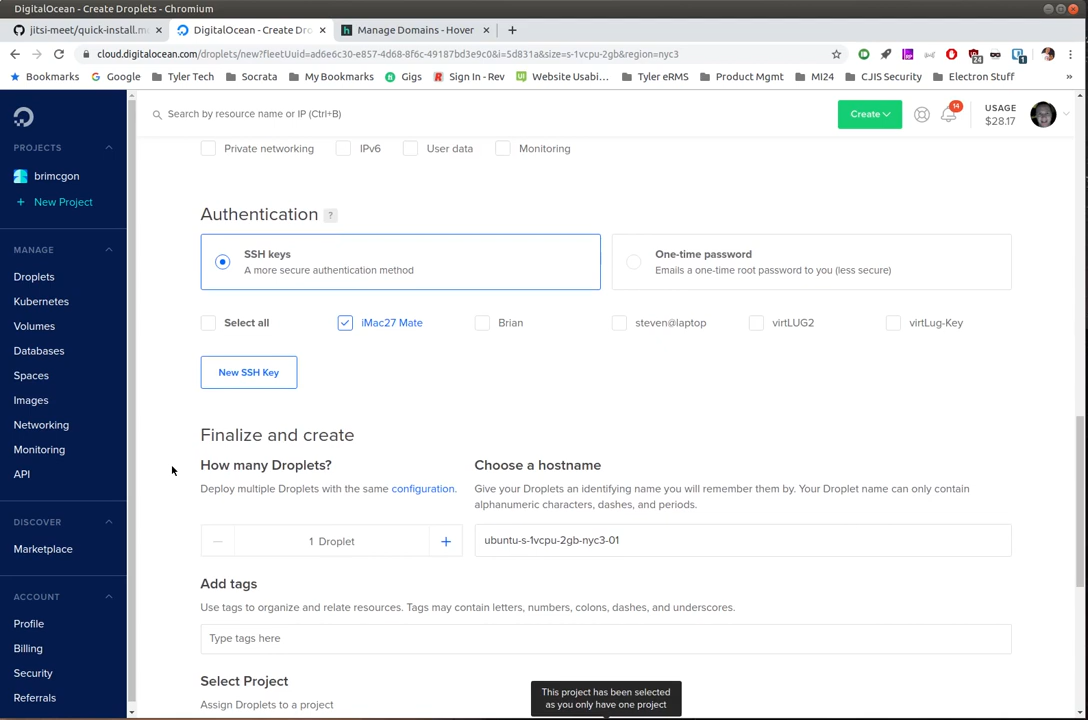 DigitalOcean - Create Droplets - Chromium
jitsi-meet/quick-install.m
DigitalOcean - Create Dro
Manage Domains - Hover
cloud.digitalocean.com/droplets/new?fleetUuid=ad6e6c30-e857-4d68-8f6c-49187bd3e9c0&i=5d831a&size=s-1vcpu-2gb&region=nyc3
24
1
Bookmarks Google Tyler Tech Socrata My Bookmarks Gigs Sign In - Rev Website Usabi... Tyler eRMS Product Mgmt MI24 CJIS Security Electron Stuff »
Search by resource name or IP (Ctrl+B)
Create
14
USAGE
$28.17
PROJECTS
brimcgon
+ New Project
MANAGE
Droplets
Kubernetes
Volumes
Databases
Spaces
Images
Networking
Monitoring
API
DISCOVER
Marketplace
ACCOUNT
Profile
Billing
Security
Referrals
Private networking IPv6 User data Monitoring
Authentication ?
SSH keys
A more secure authentication method
One-time password
Emails a one-time root password to you (less secure)
Select all iMac27 Mate Brian steven@laptop virtLUG2 virtLug-Key
New SSH Key
Finalize and create
How many Droplets?
Deploy multiple Droplets with the same configuration.
1 Droplet
Choose a hostname
Give your Droplets an identifying name you will remember them by. Your Droplet name can only contain
alphanumeric characters, dashes, and periods.
ubuntu-s-1vcpu-2gb-nyc3-01
Add tags
Use tags to organize and relate resources. Tags may contain letters, numbers, colons, dashes, and underscores.
Type tags here
Select Project
Assign Droplets to a project
This project has been selected
as you only have one project